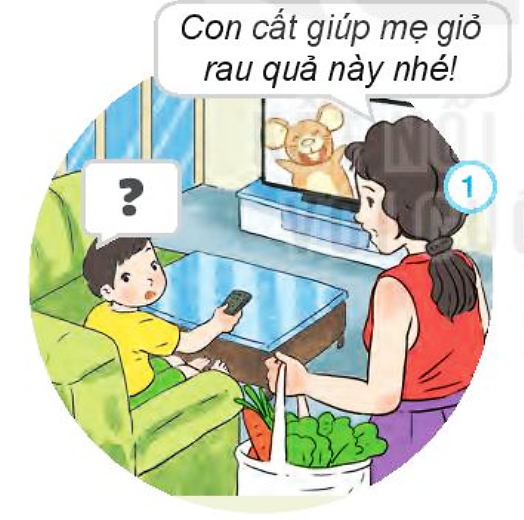 Con cất giúp mẹ giỏ
rau quả này nhé!
?
1